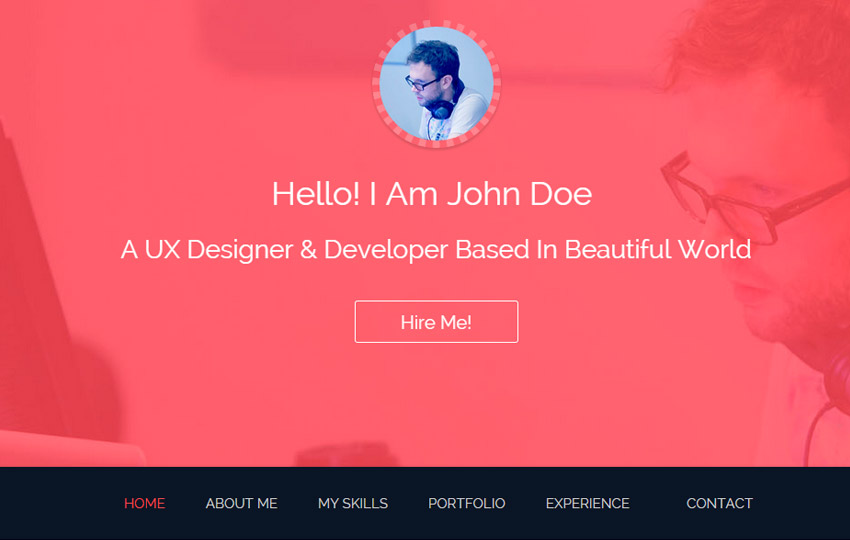 Hello! I Am John Doe
A UX Designer & Developer Based In Beautiful World
Hire Me!
HOME ABOUT ME MY SKILLS PORTFOLIO EXPERIENCE CONTACT